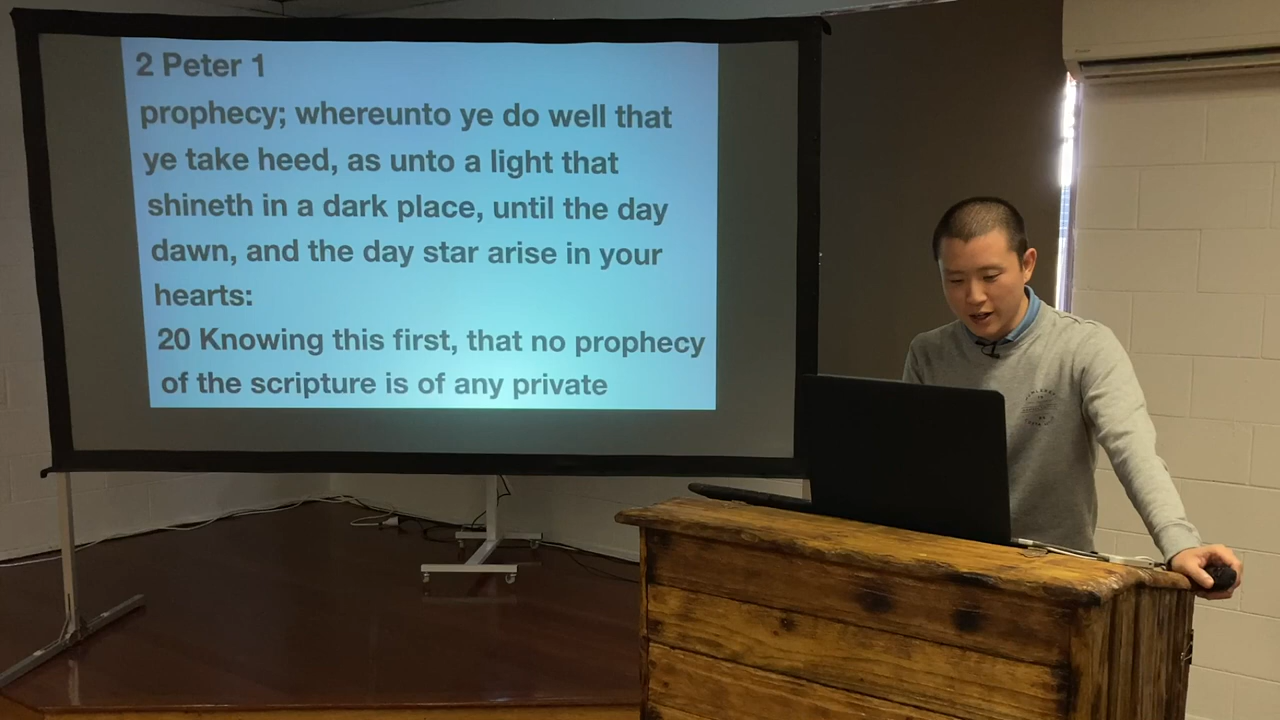 2 Peter 1
prophecy; whereunto ye do well that
ye take heed, as unto a light that
shineth in a dark place, until the day
dawn, and the day star arise in your
hearts:
20 Knowing this first, that no prophecy
of the scripture is of any private